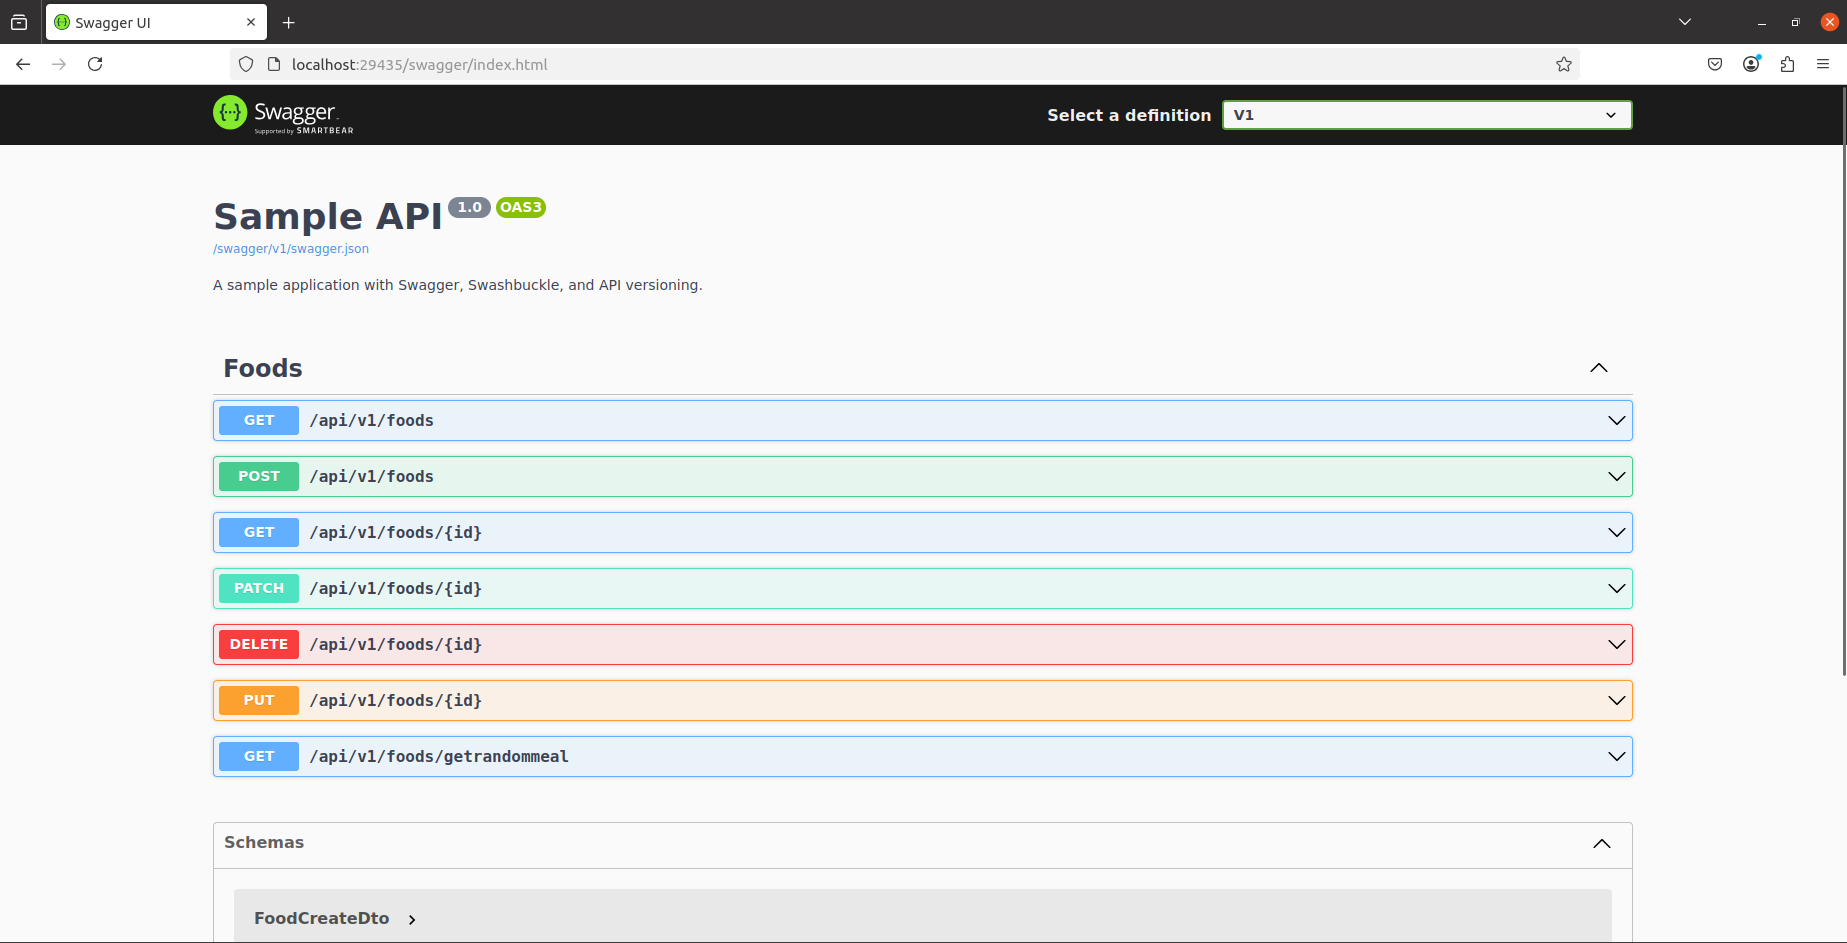 Swagger UI
localhost:29435/swagger/index.html
Swagger
Supported by SMARTBEAR
Select a definition
V1
Sample API 1.0 OAS3
/swagger/v1/swagger.json
A sample application with Swagger, Swashbuckle, and API versioning.
Foods
GET /api/v1/foods
POST /api/v1/foods
GET /api/v1/foods/{id}
PATCH /api/v1/foods/{id}
DELETE /api/v1/foods/{id}
PUT /api/v1/foods/{id}
GET /api/v1/foods/getrandommeal
Schemas
FoodCreateDto